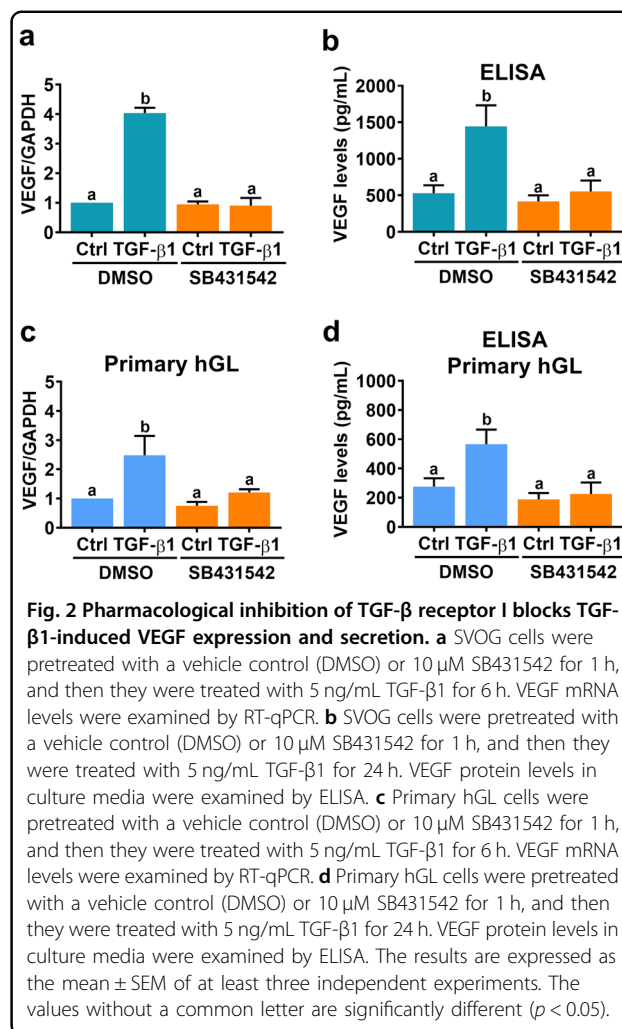 a
VEGF/GAPDH
5
4
3
2
1
0
a
b
a
a
Ctrl TGF-β1 Ctrl TGF-β1
DMSO SB431542
b
ELISA
VEGF levels (pg/mL)
2000
1500
1000
500
0
a
b
a
a
Ctrl TGF-β1 Ctrl TGF-β1
DMSO SB431542
c
Primary hGL
VEGF/GAPDH
5
4
3
2
1
0
a
b
a
a
Ctrl TGF-β1 Ctrl TGF-β1
DMSO SB431542
d
ELISA
Primary hGL
VEGF levels (pg/mL)
1000
800
600
400
200
0
a
b
a
a
Ctrl TGF-β1 Ctrl TGF-β1
DMSO SB431542
Fig. 2 Pharmacological inhibition of TGF-β receptor I blocks TGF-
β1-induced VEGF expression and secretion. a SVOG cells were
pretreated with a vehicle control (DMSO) or 10 μM SB431542 for 1 h,
and then they were treated with 5 ng/mL TGF-β1 for 6 h. VEGF mRNA
levels were examined by RT-qPCR. b SVOG cells were pretreated with
a vehicle control (DMSO) or 10 μM SB431542 for 1 h, and then they
were treated with 5 ng/mL TGF-β1 for 24 h. VEGF protein levels in
culture media were examined by ELISA. c Primary hGL cells were
pretreated with a vehicle control (DMSO) or 10 μM SB431542 for 1 h,
and then they were treated with 5 ng/mL TGF-β1 for 6 h. VEGF mRNA
levels were examined by RT-qPCR. d Primary hGL cells were pretreated
with a vehicle control (DMSO) or 10 μM SB431542 for 1 h, and then
they were treated with 5 ng/mL TGF-β1 for 24 h. VEGF protein levels in
culture media were examined by ELISA. The results are expressed as
the mean ± SEM of at least three independent experiments. The
values without a common letter are significantly different (p < 0.05).